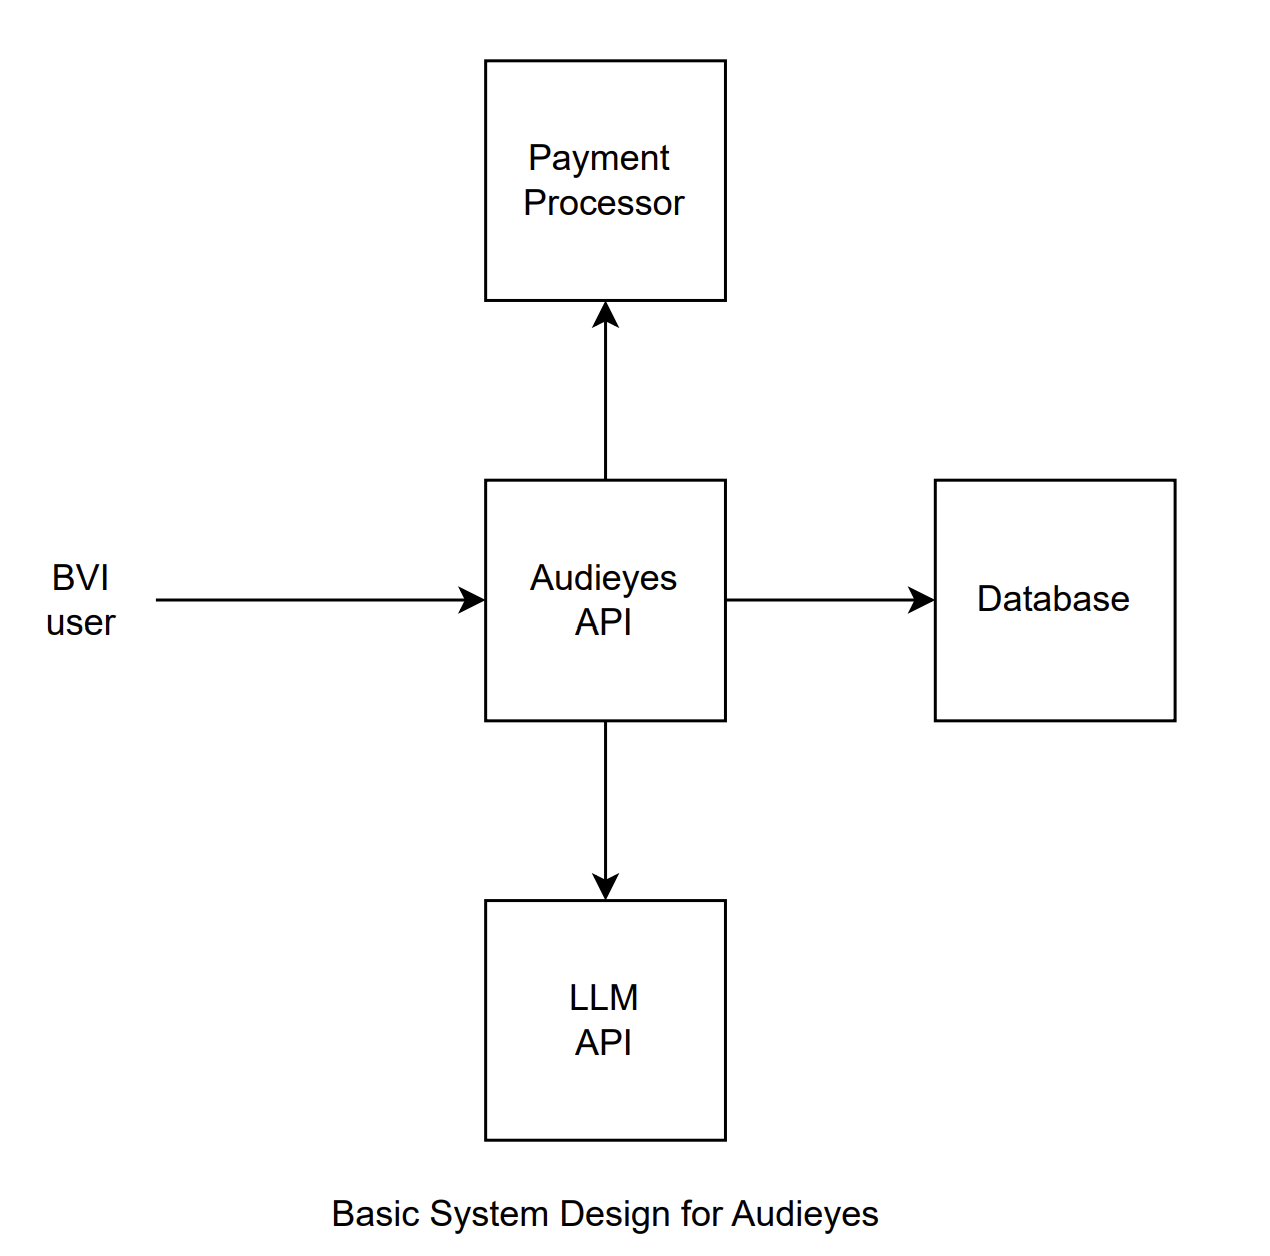 Payment
Processor
BVI
user
Audieyes
API
Database
LLM
API
Basic System Design for Audieyes